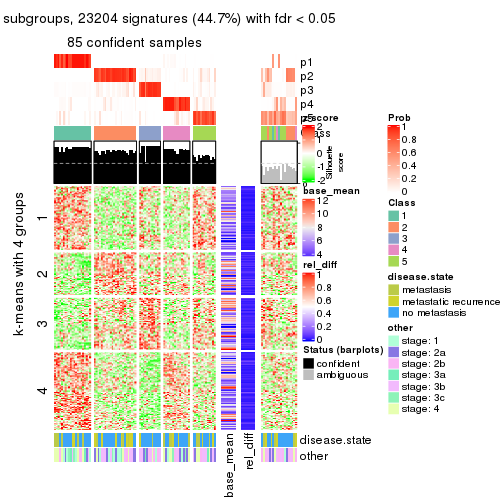 subgroups, 23204 signatures (44.7%) with fdr < 0.05
85 confident samples
p1
p2
p3
p4
p5
Class
z-score
2
-2
Silhouette
score
0
k-means with 4 groups
1
2
3
4
base_mean
12
10
8
6
4
rel_diff
1
0.8
0.6
0.4
0.2
0
Status (barplots)
confident
ambiguous
Prob
1
0.8
0.6
0.4
0.2
0
Class
1
2
3
4
5
disease.state
metastasis
metastatic recurrence
no metastasis
other
stage: 1
stage: 2a
stage: 2b
stage: 3a
stage: 3b
stage: 3c
stage: 4
disease.state
other
base_mean
rel_diff